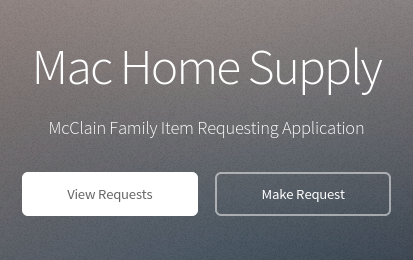 Mac Home Supply
McClain Family Item Requesting Application
View Requests
Make Request